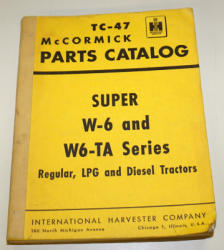 TC-47
McCORMICK
PARTS CATALOG
SUPER
W-6 and
W6-TA Series
Regular, LPG and Diesel Tractors
INTERNATIONAL HARVESTER COMPANY
180 North Michigan Avenue Chicago 1, Illinois, U.S.A.